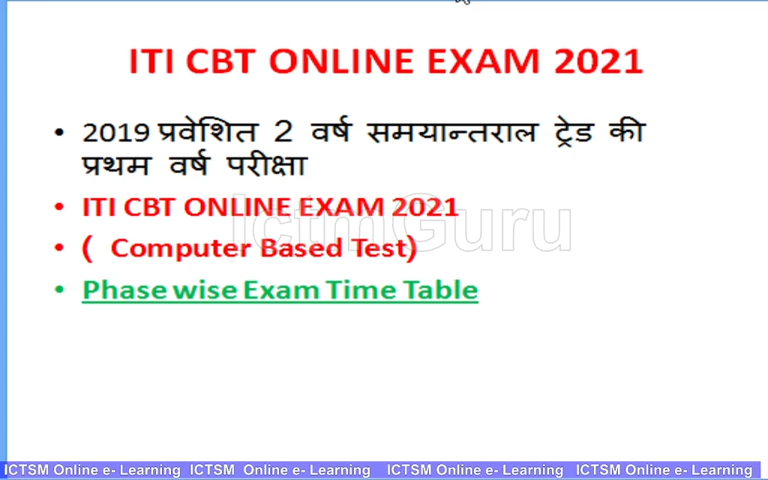 ITI CBT ONLINE EXAM 2021
• 2019 प्रवेशित 2 वर्ष समयान्तराल ट्रेड की
प्रथम वर्ष परीक्षा
• ITI CBT ONLINE EXAM 2021
IctmGuru
• ( Computer Based Test)
• Phase wise Exam Time Table
ICTSM Online e- Learning ICTSM Online e- Learning ICTSM Online e- Learning ICTSM Online e- Learning